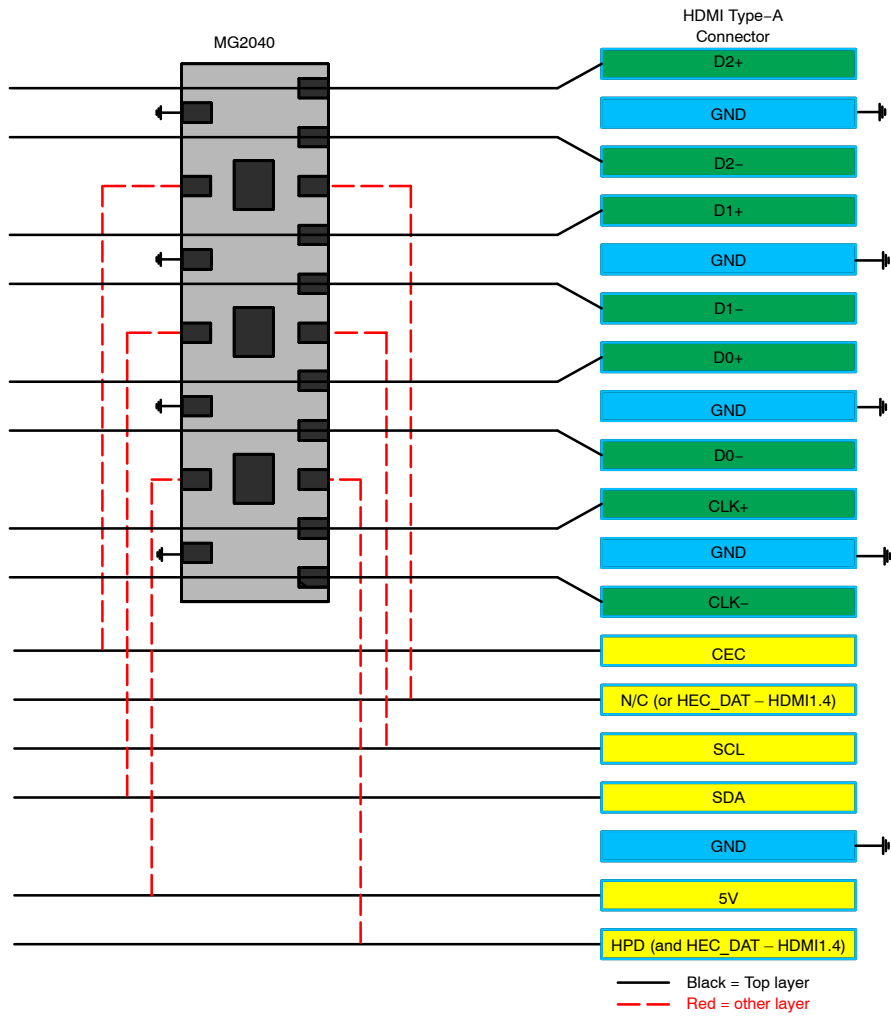 HDMI Type−A
Connector
MG2040
D2+
GND
D2−
D1+
GND
D1−
D0+
GND
D0−
CLK+
GND
CLK−
CEC
N/C (or HEC_DAT – HDMI1.4)
SCL
SDA
GND
5V
HPD (and HEC_DAT – HDMI1.4)
Black = Top layer
Red = other layer